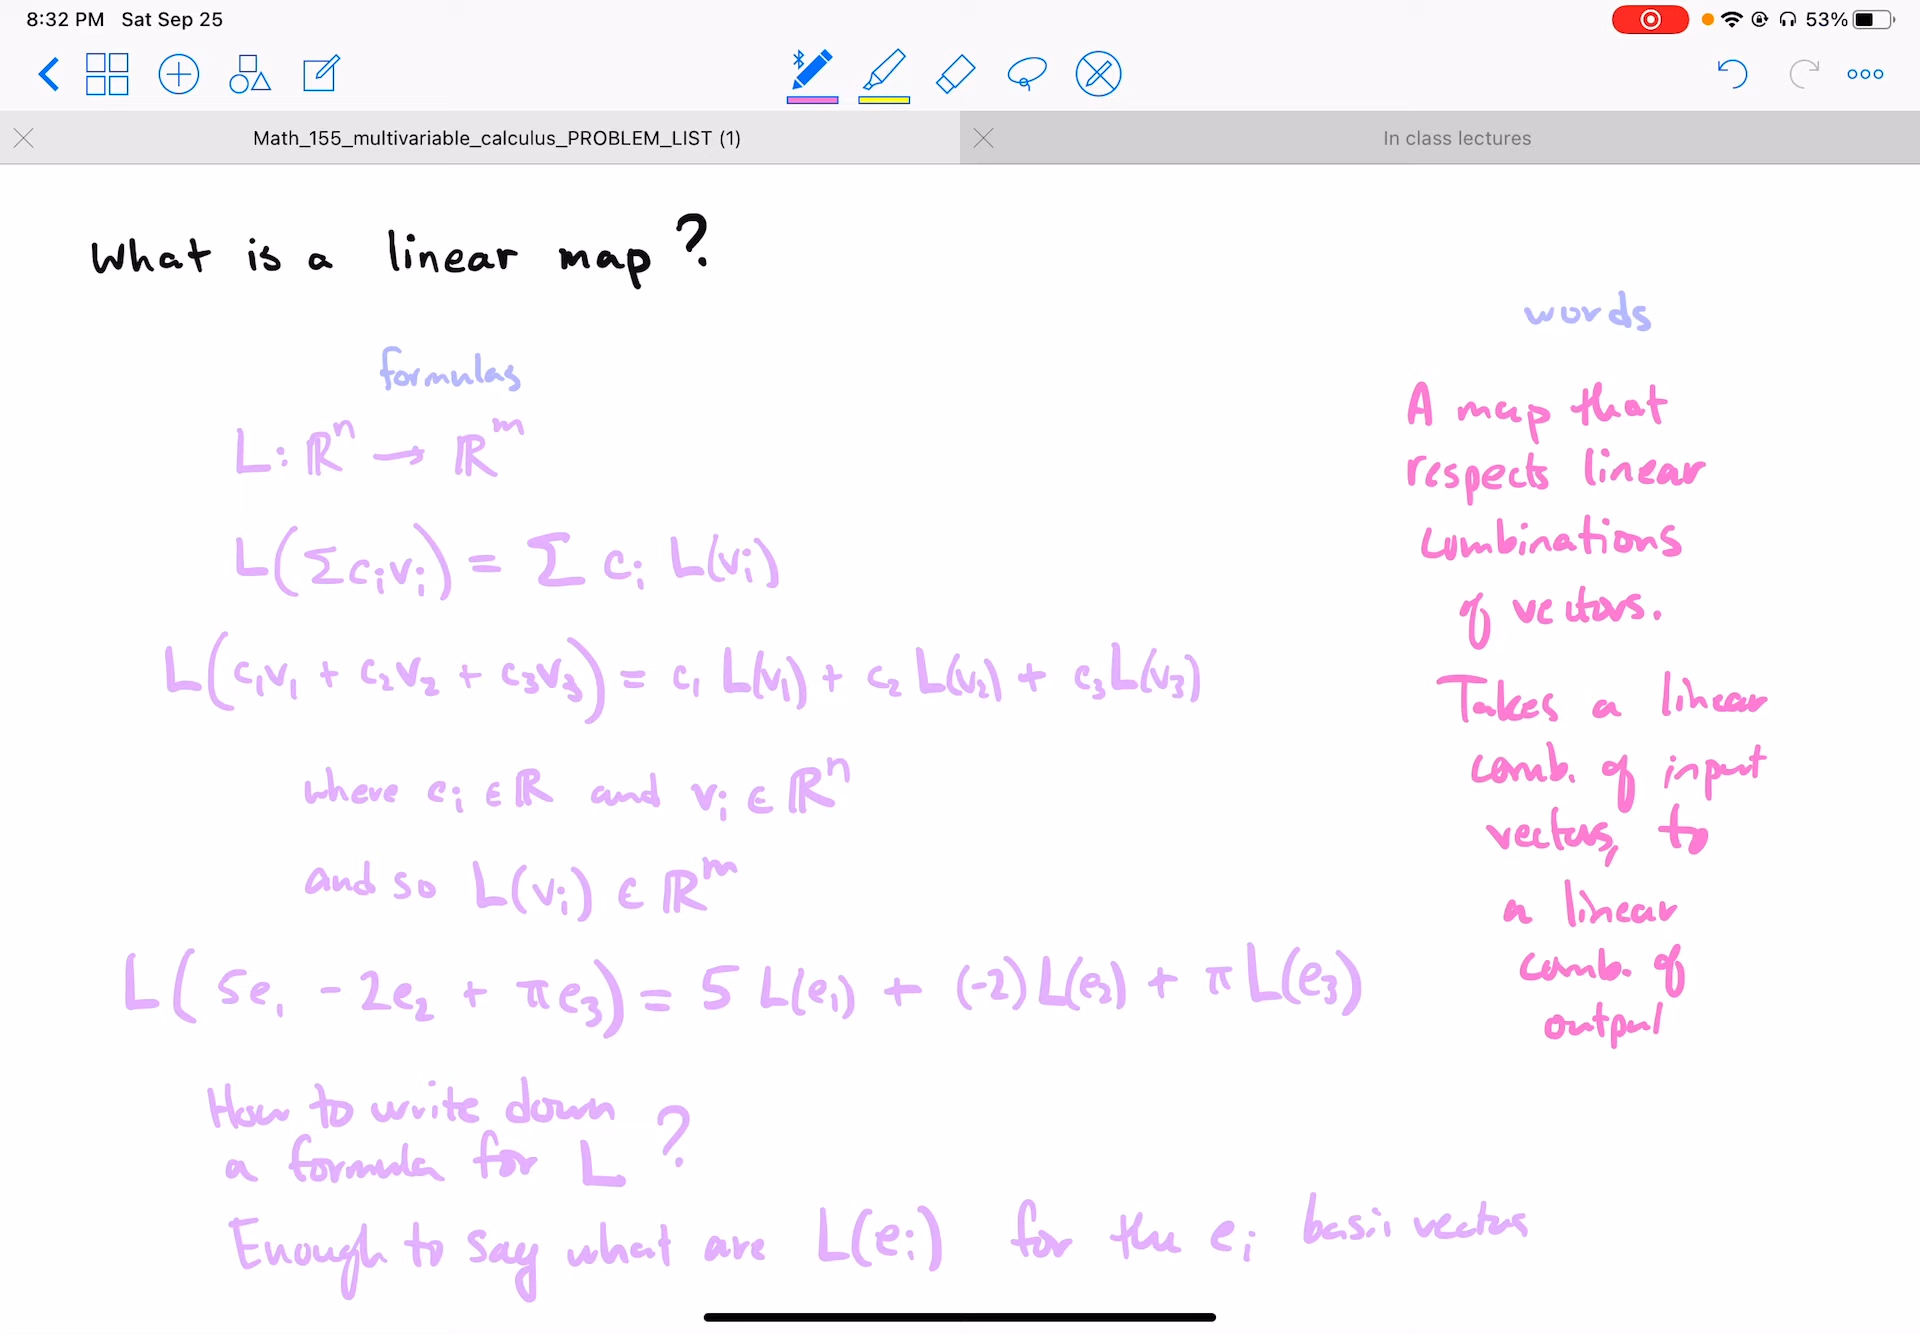 8:32 PM Sat Sep 25
53%
Math_155_multivariable_calculus_PROBLEM_LIST (1)
In class lectures
What is a linear map?
formulas
L: ℝⁿ → ℝᵐ
L(Σcᵢvᵢ) = Σ cᵢ L(vᵢ)
L(c₁v₁ + c₂v₂ + c₃v₃) = c₁ L(v₁) + c₂ L(v₂) + c₃ L(v₃)
where cᵢ ∈ ℝ and vᵢ ∈ ℝⁿ
and so L(vᵢ) ∈ ℝᵐ
L(5e₁ - 2e₂ + πe₃) = 5 L(e₁) + (-2) L(e₂) + π L(e₃)
How to write down
a formula for L ?
Enough to say what are L(eᵢ) for the eᵢ basis vectors
words
A map that
respects linear
combinations
of vectors.
Takes a linear
comb. of input
vectors, to
a linear
comb. of
output